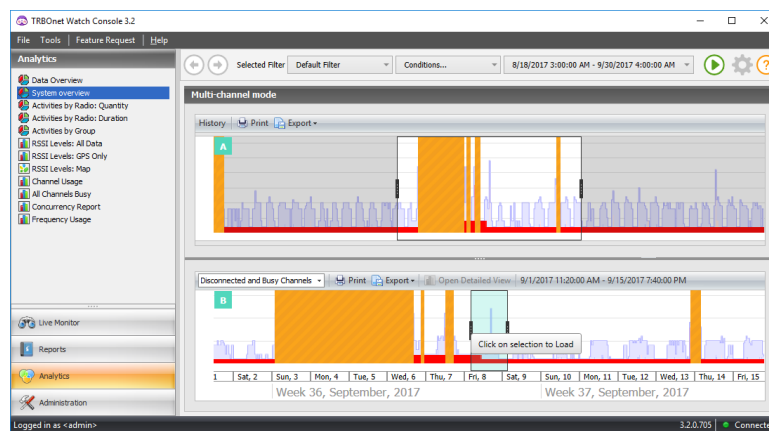 TRBOnet Watch Console 3.2
File Tools Feature Request Help
Analytics
Data Overview
System overview
Activities by Radio: Quantity
Activities by Radio: Duration
Activities by Group
RSSI Levels: All Data
RSSI Levels: GPS Only
RSSI Levels: Map
Channel Usage
All Channels Busy
Concurrency Report
Frequency Usage
Live Monitor
Reports
Analytics
Administration
Selected Filter Default Filter Conditions... 8/18/2017 3:00:00 AM - 9/30/2017 4:00:00 AM ?
Multi-channel mode
History Print Export
A
Disconnected and Busy Channels Print Export Open Detailed View 9/1/2017 11:20:00 AM - 9/15/2017 7:40:00 PM
B
Click on selection to Load
1 Sat, 2 Sun, 3 Mon, 4 Tue, 5 Wed, 6 Thu, 7 Fri, 8 Sat, 9 Sun, 10 Mon, 11 Tue, 12 Wed, 13 Thu, 14 Fri, 15
Week 36, September, 2017 Week 37, September, 2017
Logged in as <admin> 3.2.0.705 Connecte